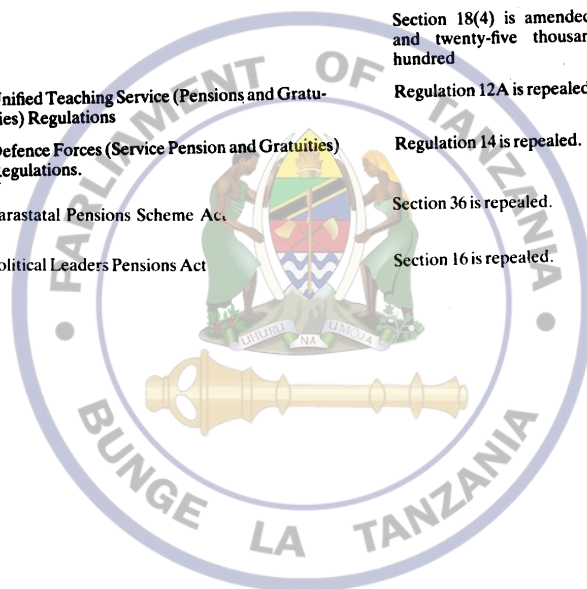 Section 18(4) is amended
and twenty-five
hundred
Unified Teaching Service (Pensions and Gratu-
ies) Regulations
Regulation 12A is repealed
Defence Forces (Service Pension and Gratuities)
Regulations.
Regulation 14 is repealed.
arastatal Pensions Scheme Act
Section 36 is repealed.
olitical Leaders Pensions Act
Section 16 is repealed.
PARLIAMENT OF TANZANIA
UHURU NA UMOJA
BUNGE LA TANZANIA